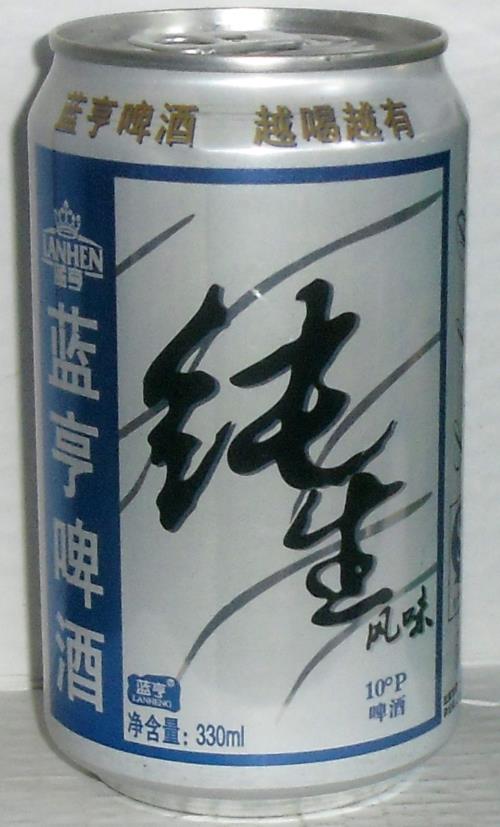 蓝亨啤酒 越喝越有
LANHEN
蓝亨
蓝亨啤酒
纯生
风味
蓝亨
LANHENG
净含量：330ml
10°P
啤酒